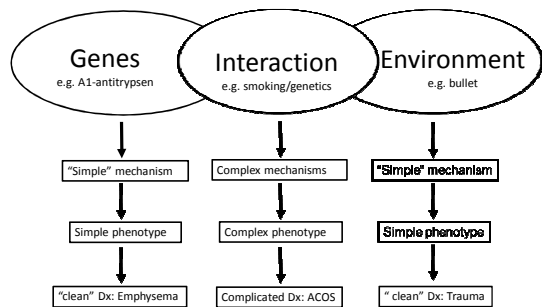 Genes
e.g. A1-antitrypsen
Interaction
e.g. smoking/genetics
Environment
e.g. bullet
“Simple” mechanism
Complex mechanisms
“Simple” mechanism
Simple phenotype
Complex phenotype
Simple phenotype
“clean” Dx: Emphysema
Complicated Dx: ACOS
“ clean” Dx: Trauma